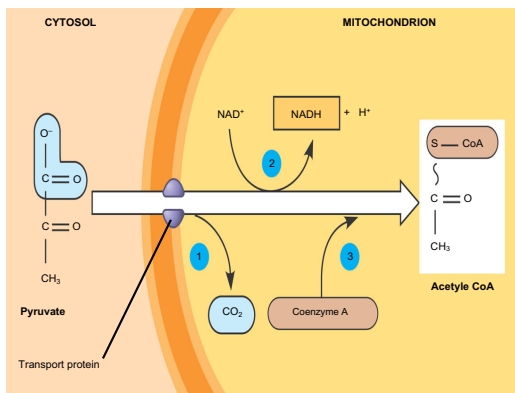 CYTOSOL
MITOCHONDRION
NAD⁺
NADH
+ H⁺
O⁻
2
S — CoA
C = O
C = O
C = O
CH₃
CH₃
1
3
CO₂
Coenzyme A
Acetyle CoA
Pyruvate
Transport protein